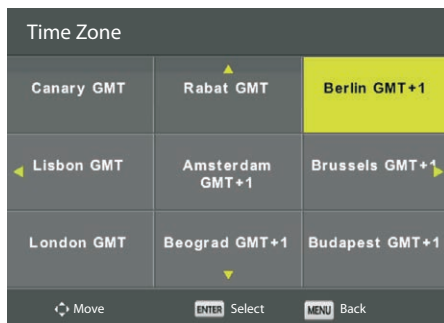 Time Zone
Canary GMT
Rabat GMT
Berlin GMT+1
Lisbon GMT
Amsterdam
GMT+1
Brussels GMT+1
London GMT
Beograd GMT+1
Budapest GMT+1
Move
ENTER Select
MENU Back